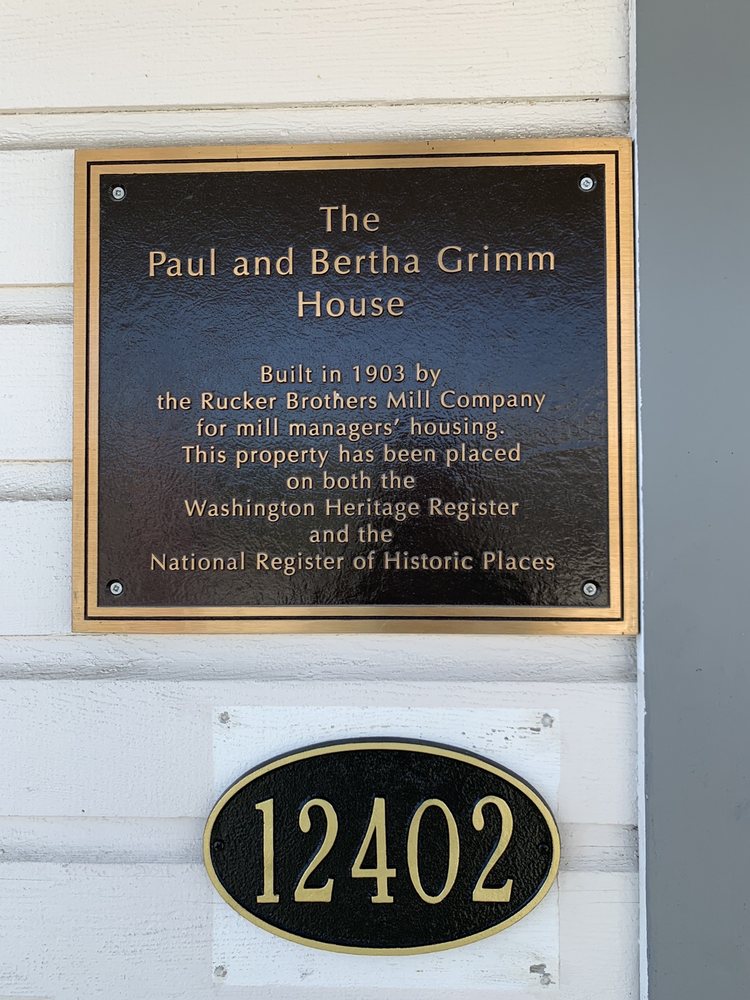 The
Paul and Bertha Grimm
House
Built in 1903 by
the Rucker Brothers Mill Company
for mill managers' housing.
This property has been placed
on both the
Washington Heritage Register
and the
National Register of Historic Places
12402